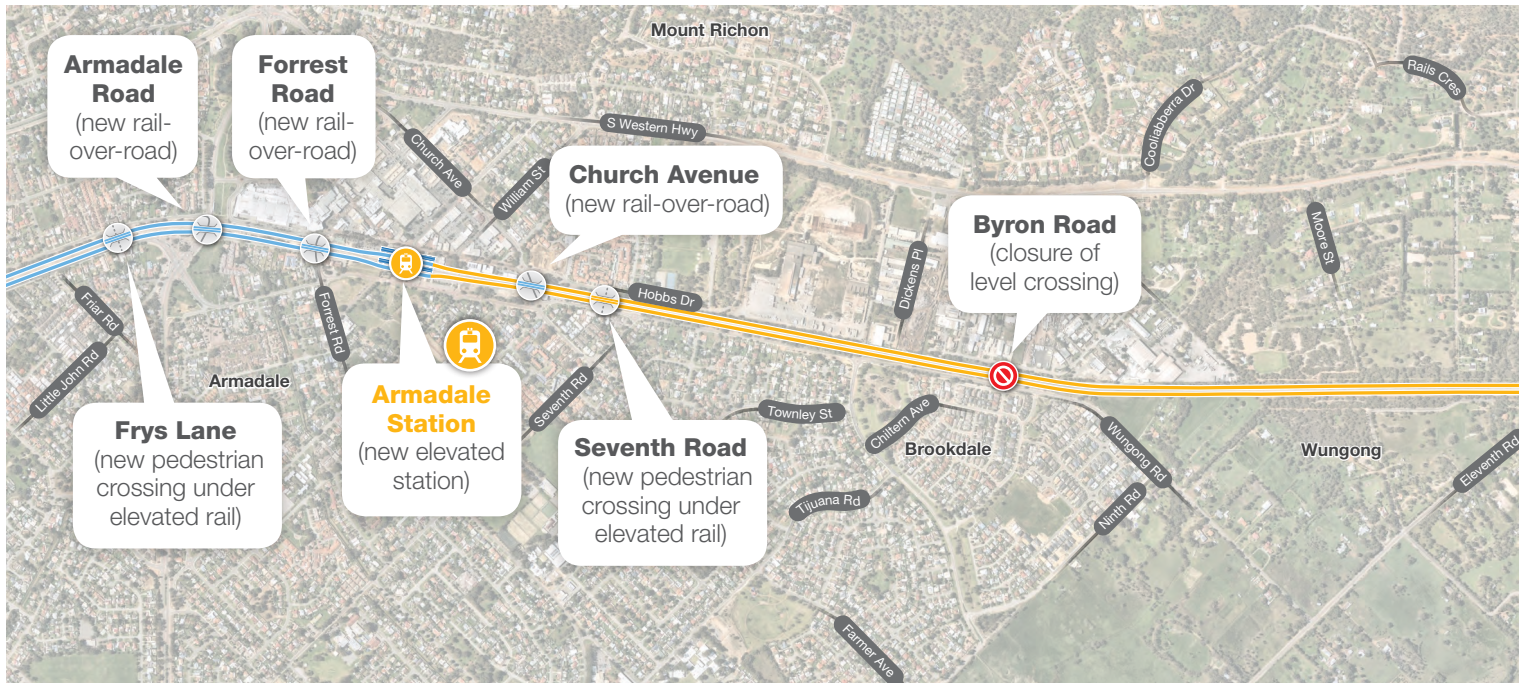 Mount Richon
Armadale
Road
(new rail-
over-road)
Forrest
Road
(new rail-
over-road)
Church Ave
William St
S Western Hwy
Church Avenue
(new rail-over-road)
Cooliabberra Dr
Rails Cres
Moore St
Byron Road
(closure of
level crossing)
Dickens Pl
Hobbs Dr
Friar Rd
Little John Rd
Forrest Rd
Armadale
Frys Lane
(new pedestrian
crossing under
elevated rail)
Armadale
Station
(new elevated
station)
Seventh Rd
Seventh Road
(new pedestrian
crossing under
elevated rail)
Townley St
Chiltern Ave
Brookdale
Tijuana Rd
Wungong Rd
Ninth Rd
Wungong
Eleventh Rd
Farmer Ave